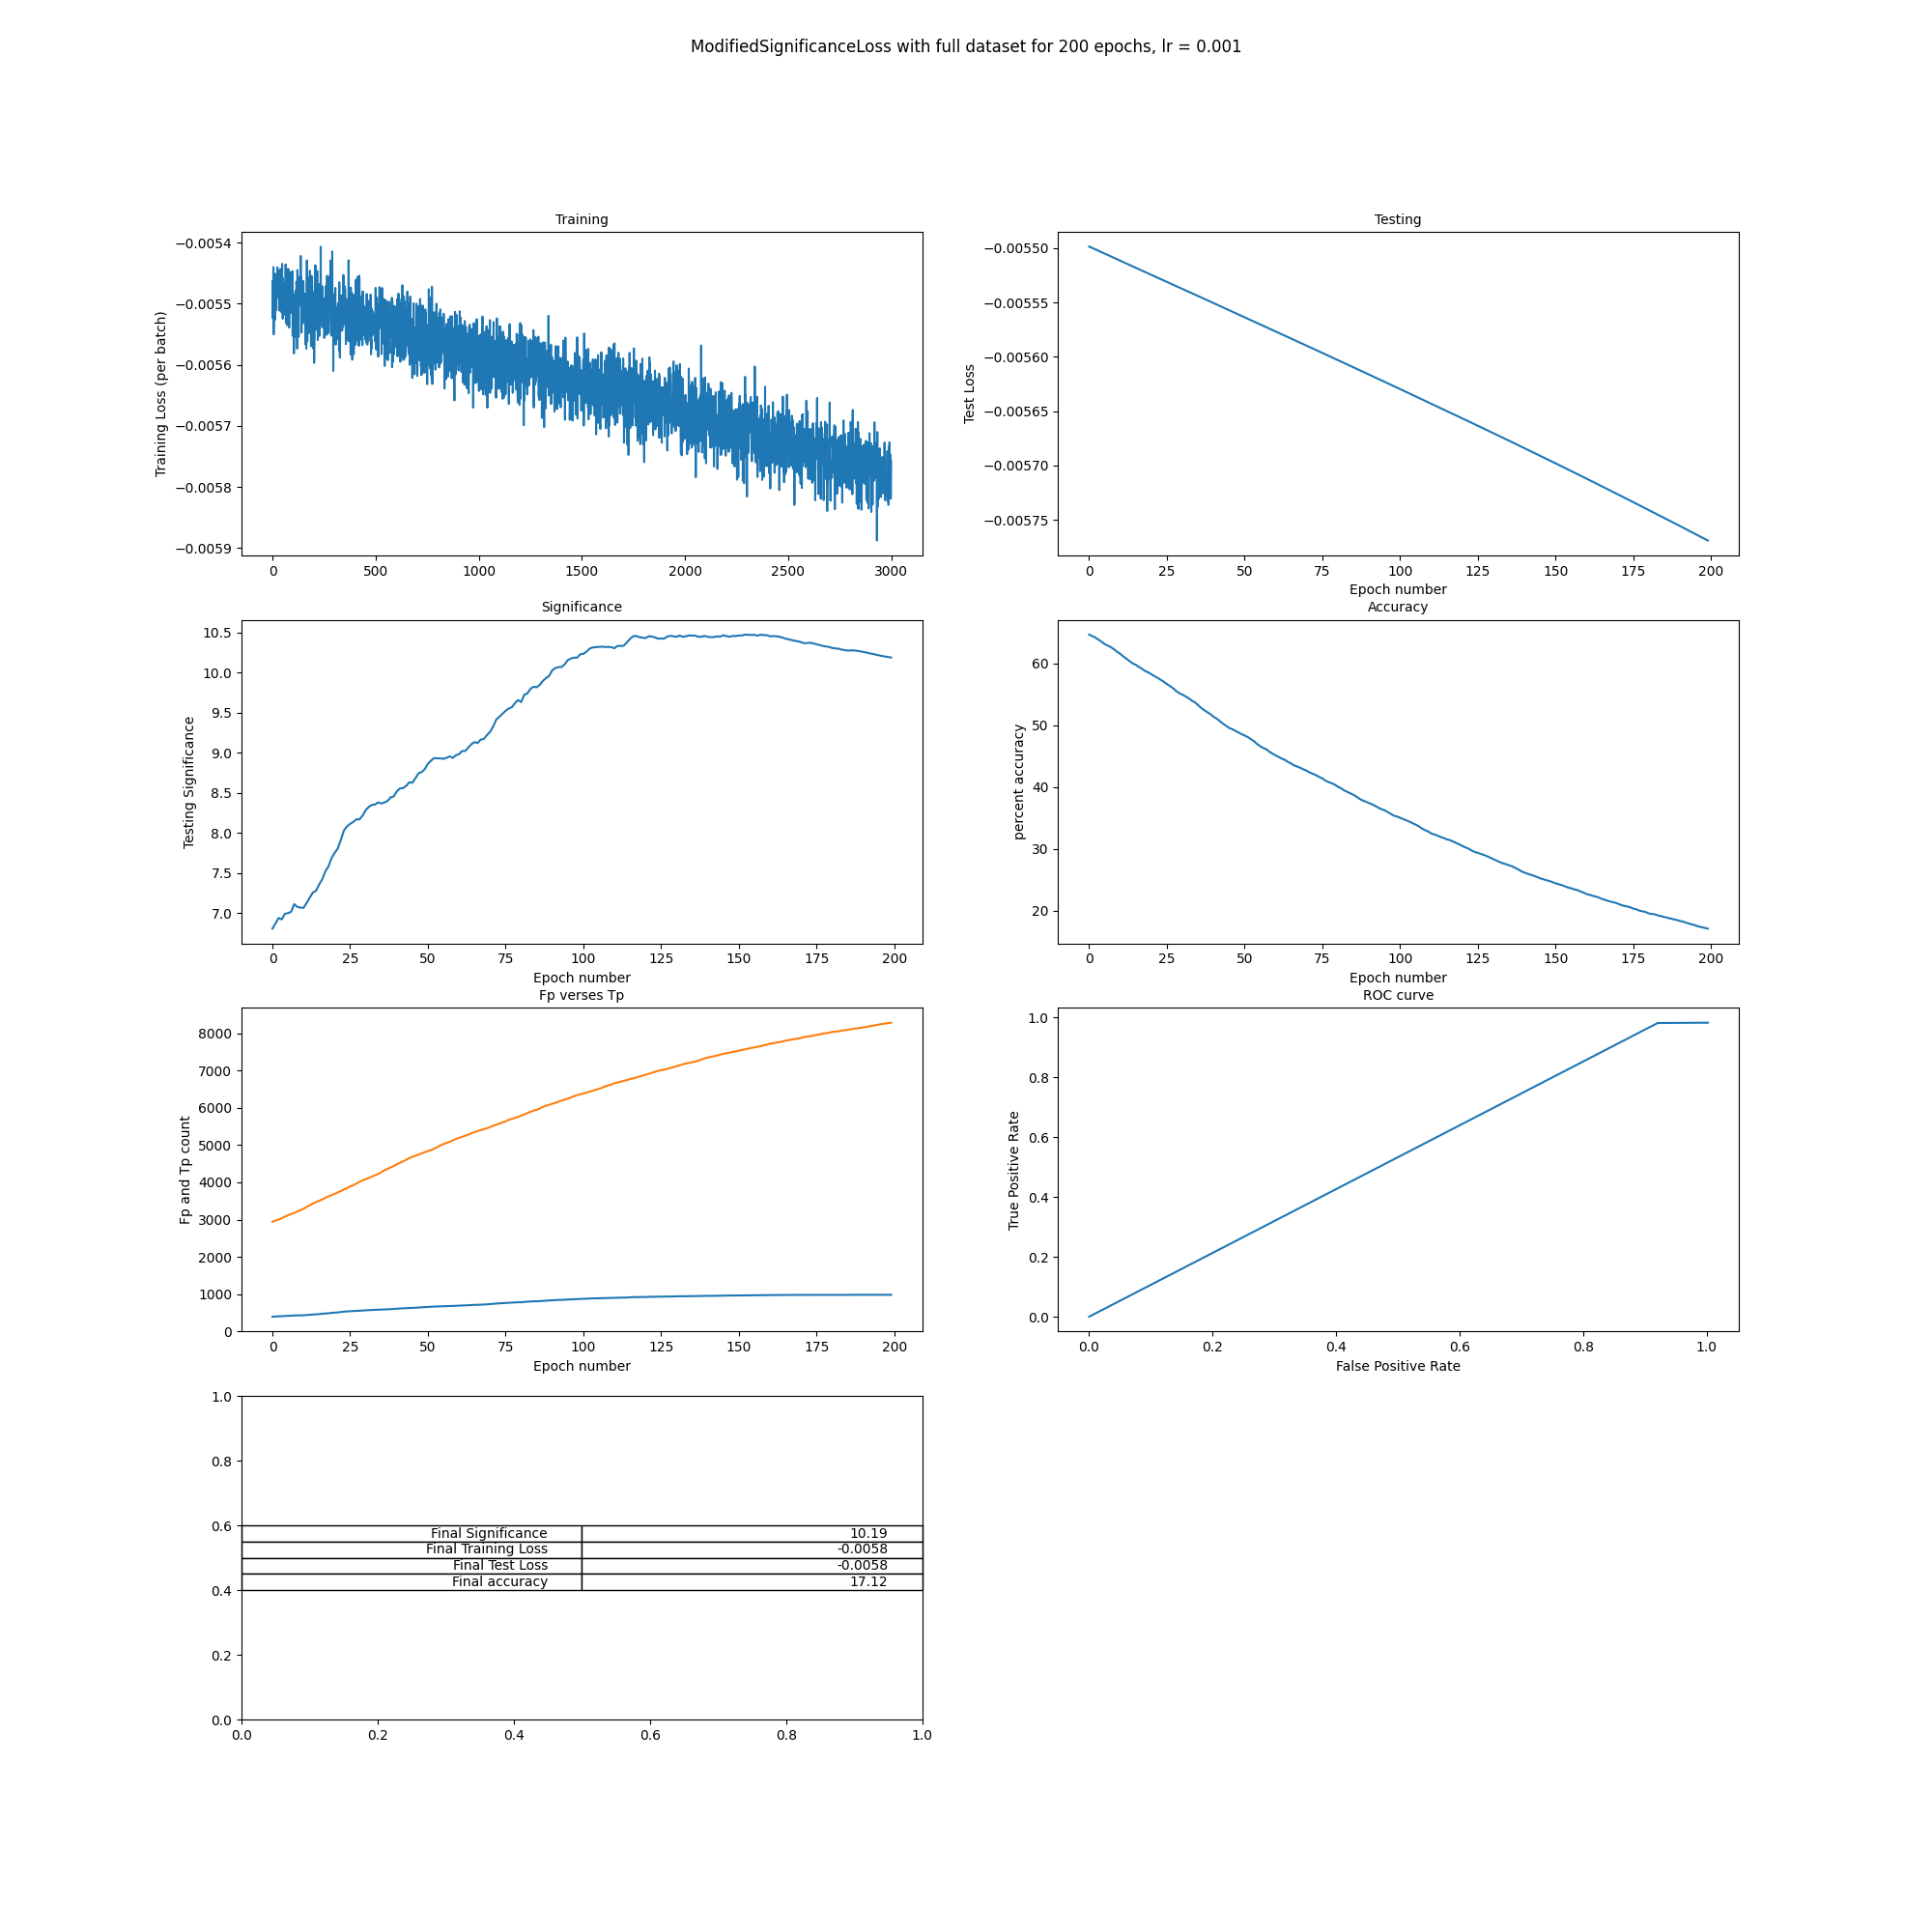 ModifiedSignificanceLoss with full dataset for 200 epochs, lr = 0.001
Training
Training Loss (per batch)
−0.0054
−0.0055
−0.0056
−0.0057
−0.0058
−0.0059
0 500 1000 1500 2000 2500 3000
Testing
Test Loss
−0.00550
−0.00555
−0.00560
−0.00565
−0.00570
−0.00575
0 25 50 75 100 125 150 175 200
Epoch number
Significance
Testing Significance
10.5
10.0
9.5
9.0
8.5
8.0
7.5
7.0
0 25 50 75 100 125 150 175 200
Epoch number
Accuracy
percent accuracy
60
50
40
30
20
0 25 50 75 100 125 150 175 200
Epoch number
Fp verses Tp
Fp and Tp count
8000
7000
6000
5000
4000
3000
2000
1000
0
0 25 50 75 100 125 150 175 200
Epoch number
ROC curve
True Positive Rate
1.0
0.8
0.6
0.4
0.2
0.0
0.0 0.2 0.4 0.6 0.8 1.0
False Positive Rate
1.0
0.8
0.6
Final Significance 10.19
Final Training Loss -0.0058
Final Test Loss -0.0058
Final accuracy 17.12
0.4
0.2
0.0
0.0 0.2 0.4 0.6 0.8 1.0